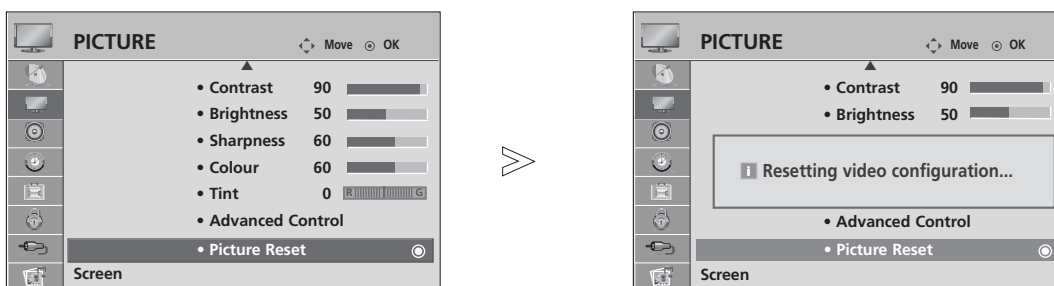 PICTURE Move OK
• Contrast 90
• Brightness 50
• Sharpness 60
• Colour 60
• Tint 0 R G
• Advanced Control
• Picture Reset
Screen
PICTURE Move OK
• Contrast 90
• Brightness 50
i Resetting video configuration...
• Advanced Control
• Picture Reset
Screen